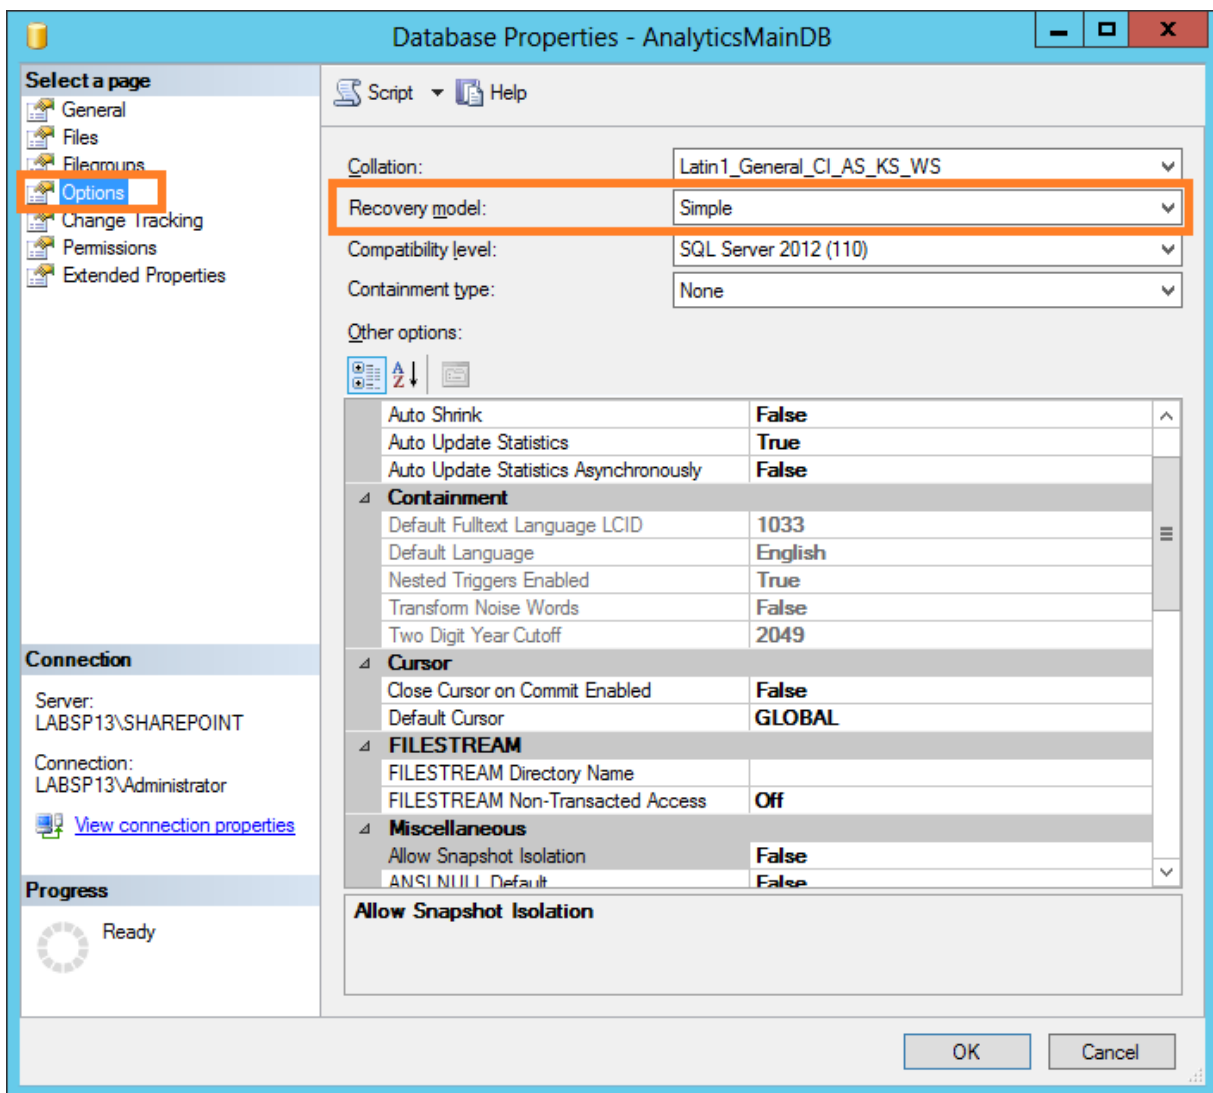 Database Properties - AnalyticsMainDB
Select a page
General
Files
Filegroups
Options
Change Tracking
Permissions
Extended Properties
Connection
Server:
LABSP13\SHAREPOINT
Connection:
LABSP13\Administrator
View connection properties
Progress
Ready
Script Help
Collation: Latin1_General_CI_AS_KS_WS
Recovery model: Simple
Compatibility level: SQL Server 2012 (110)
Containment type: None
Other options:
Auto Shrink False
Auto Update Statistics True
Auto Update Statistics Asynchronously False
Containment
Default Fulltext Language LCID 1033
Default Language English
Nested Triggers Enabled True
Transform Noise Words False
Two Digit Year Cutoff 2049
Cursor
Close Cursor on Commit Enabled False
Default Cursor GLOBAL
FILESTREAM
FILESTREAM Directory Name
FILESTREAM Non-Transacted Access Off
Miscellaneous
Allow Snapshot Isolation False
ANSI NULL Default False
Allow Snapshot Isolation
OK Cancel